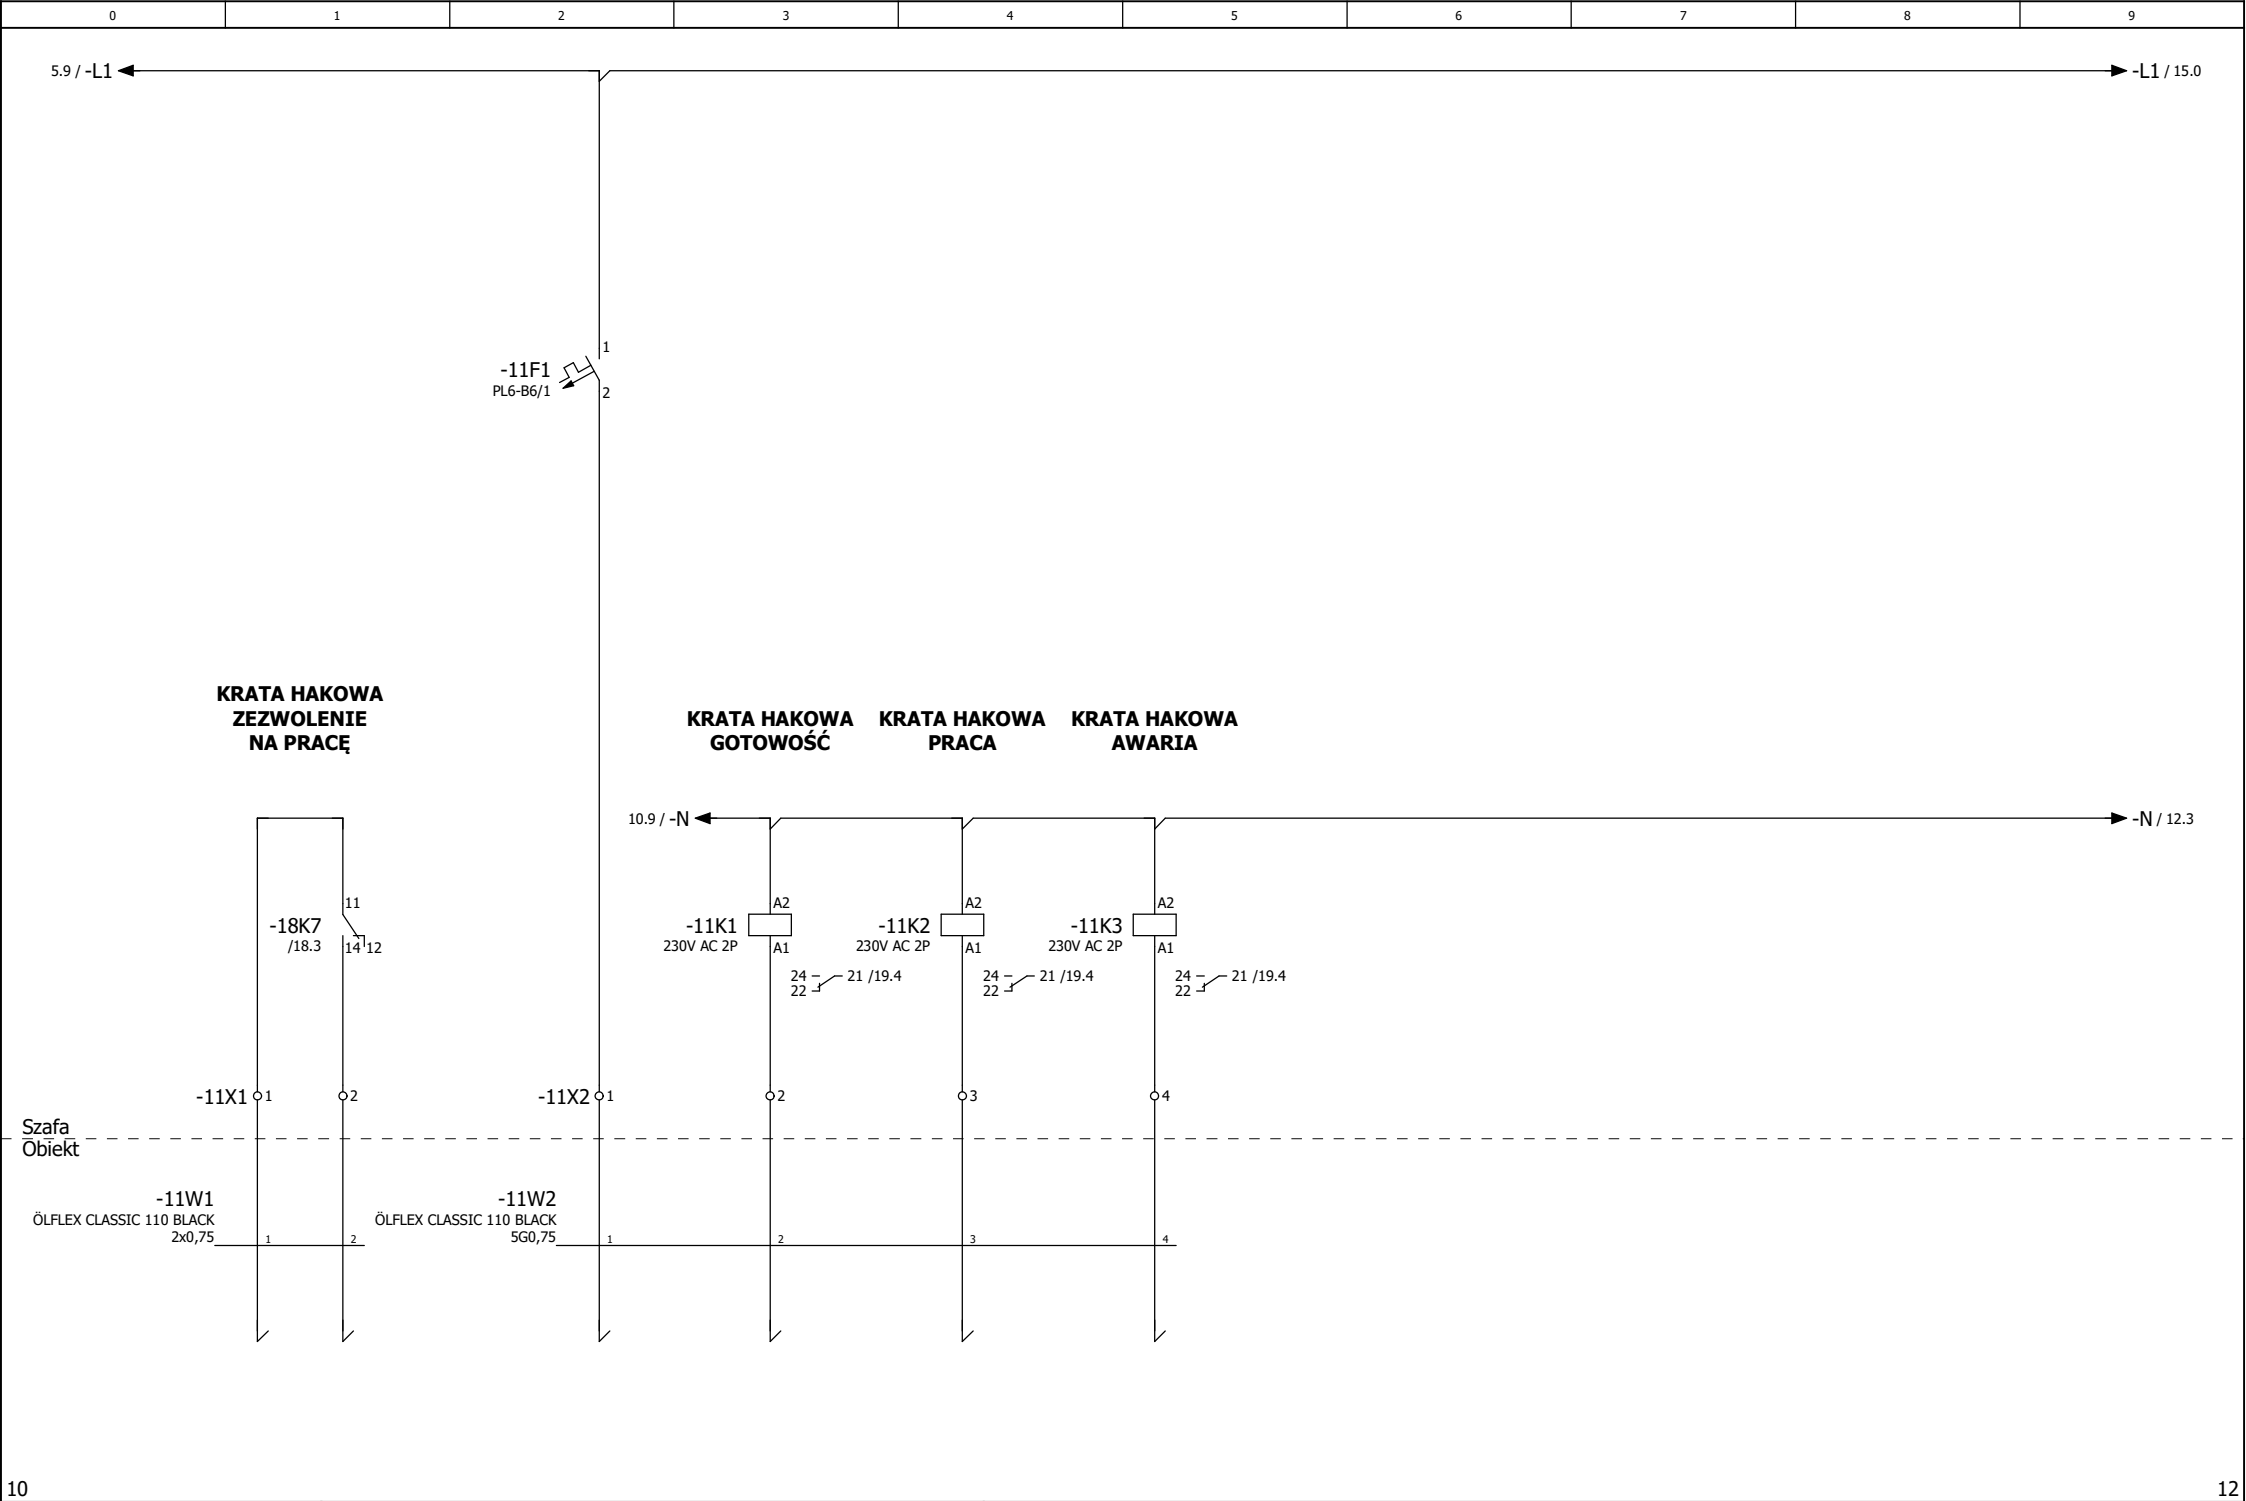 0 1 2 3 4 5 6 7 8 9
5.9 / -L1
-L1 / 15.0
1
-11F1
PL6-B6/1
2
KRATA HAKOWA
ZEZWOLENIE
NA PRACĘ
KRATA HAKOWA
GOTOWOŚĆ
KRATA HAKOWA
PRACA
KRATA HAKOWA
AWARIA
10.9 / -N
-N / 12.3
11
-18K7
/18.3
14 12
A2
-11K1
230V AC 2P
A1
24 21 /19.4
22
A2
-11K2
230V AC 2P
A1
24 21 /19.4
22
A2
-11K3
230V AC 2P
A1
24 21 /19.4
22
-11X1 1 2
-11X2 1 2 3 4
Szafa
Obiekt
-11W1
ÖLFLEX CLASSIC 110 BLACK
2x0,75
1 2
-11W2
ÖLFLEX CLASSIC 110 BLACK
5G0,75
1 2 3 4
10
12